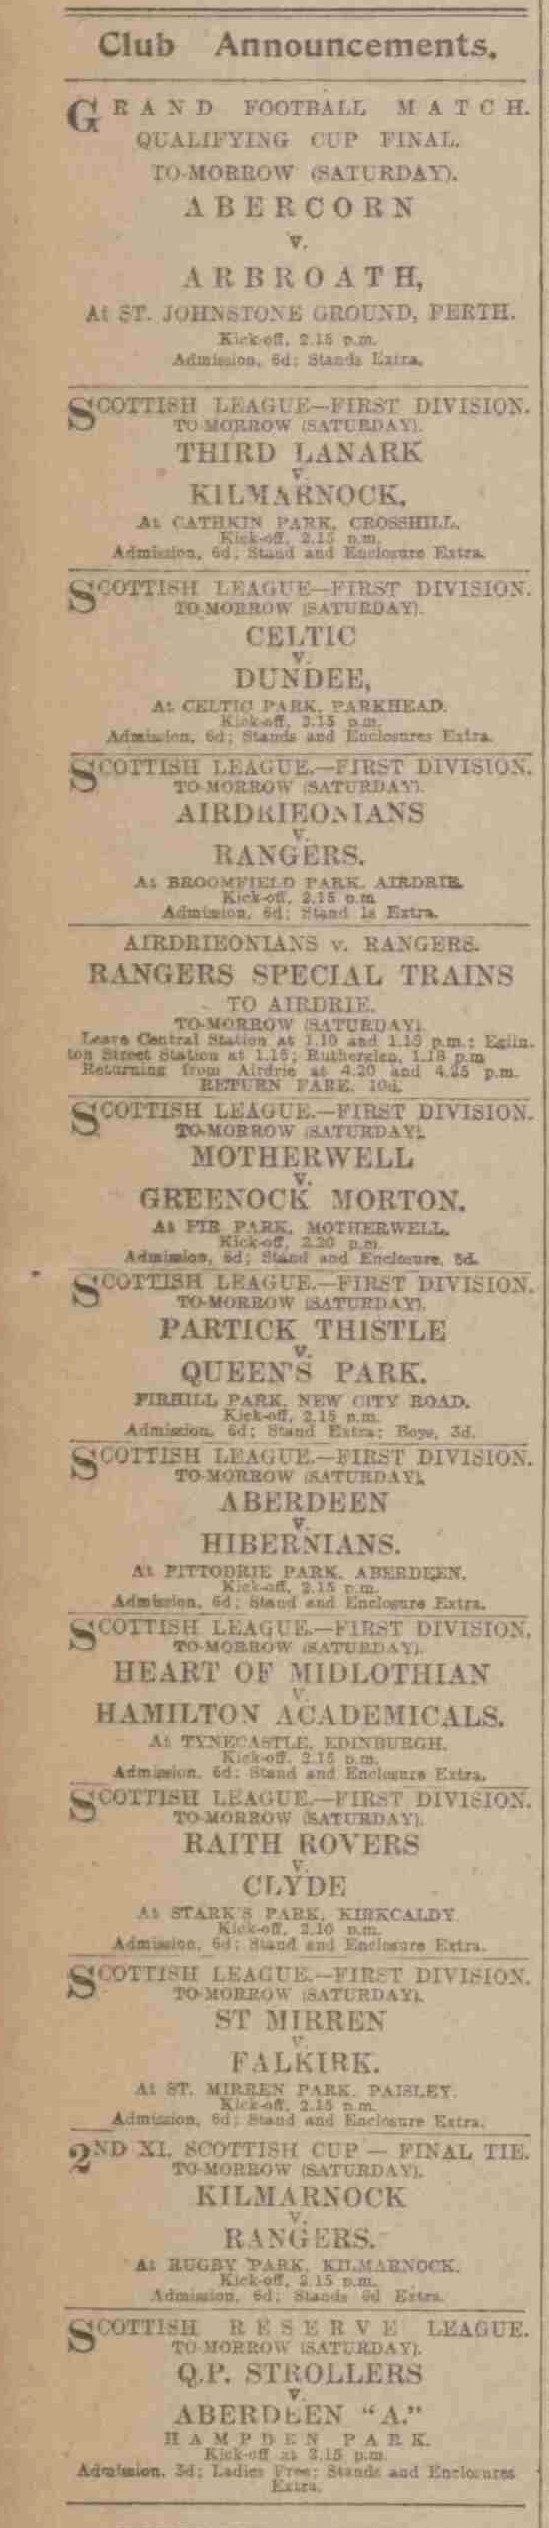 Club Announcements.
GRAND FOOTBALL MATCH.
QUALIFYING CUP FINAL.
TO-MORROW (SATURDAY).
ABERCORN
v.
ARBROATH,
At ST. JOHNSTONE GROUND, PERTH.
Kick-off, 2.15 p.m.
Admission, 6d; Stands Extra.
SCOTTISH LEAGUE—FIRST DIVISION.
TO-MORROW (SATURDAY).
THIRD LANARK
v.
KILMARNOCK,
At CATHKIN PARK, CROSSHILL.
Kick-off, 2.15 p.m.
Admission, 6d; Stand and Enclosure Extra.
SCOTTISH LEAGUE—FIRST DIVISION.
TO-MORROW (SATURDAY).
CELTIC
v.
DUNDEE,
At CELTIC PARK, PARKHEAD.
Kick-off, 2.15 p.m.
Admission, 6d; Stands and Enclosures Extra.
SCOTTISH LEAGUE.—FIRST DIVISION.
TO-MORROW (SATURDAY).
AIRDRIEONIANS
v.
RANGERS.
At BROOMFIELD PARK, AIRDRIE.
Kick-off, 2.15 p.m.
Admission, 6d; Stand 1s Extra.
AIRDRIEONIANS v. RANGERS.
RANGERS SPECIAL TRAINS
TO AIRDRIE.
TO-MORROW (SATURDAY).
Leave Central Station at 1.10 and 1.15 p.m.; Eglin-
ton Street Station at 1.15; Rutherglen, 1.18 p.m
Returning from Airdrie at 4.20 and 4.25 p.m.
RETURN FARE, 10d.
SCOTTISH LEAGUE.—FIRST DIVISION.
TO-MORROW (SATURDAY).
MOTHERWELL
v.
GREENOCK MORTON.
At FIR PARK, MOTHERWELL.
Kick-off, 2.20 p.m.
Admission, 6d; Stand and Enclosure, 6d.
SCOTTISH LEAGUE.—FIRST DIVISION.
TO-MORROW (SATURDAY).
PARTICK THISTLE
v.
QUEEN'S PARK.
FIRHILL PARK, NEW CITY ROAD.
Kick-off, 2.15 p.m.
Admission, 6d; Stand Extra; Boys, 3d.
SCOTTISH LEAGUE.—FIRST DIVISION.
TO-MORROW (SATURDAY).
ABERDEEN
v.
HIBERNIANS.
At PITTODRIE PARK, ABERDEEN.
Kick-off, 2.15 p.m.
Admission, 6d; Stand and Enclosure Extra.
SCOTTISH LEAGUE.—FIRST DIVISION.
TO-MORROW (SATURDAY).
HEART OF MIDLOTHIAN
v.
HAMILTON ACADEMICALS.
At TYNECASTLE, EDINBURGH.
Kick-off, 2.15 p.m.
Admission, 6d; Stand and Enclosure Extra.
SCOTTISH LEAGUE.—FIRST DIVISION.
TO-MORROW (SATURDAY).
RAITH ROVERS
v.
CLYDE
At STARK'S PARK, KIRKCALDY.
Kick-off, 2.10 p.m.
Admission, 6d; Stand and Enclosure Extra.
SCOTTISH LEAGUE.—FIRST DIVISION.
TO-MORROW (SATURDAY).
ST MIRREN
v.
FALKIRK.
At ST. MIRREN PARK, PAISLEY.
Kick-off, 2.15 p.m.
Admission, 6d; Stand and Enclosure Extra.
2ND XI. SCOTTISH CUP — FINAL TIE.
TO-MORROW (SATURDAY).
KILMARNOCK
v.
RANGERS.
At RUGBY PARK, KILMARNOCK.
Kick-off, 2.15 p.m.
Admission, 6d; Stands 6d Extra.
SCOTTISH RESERVE LEAGUE.
TO-MORROW (SATURDAY).
Q.P. STROLLERS
v.
ABERDEEN "A."
HAMPDEN PARK.
Kick-off at 2.15 p.m.
Admission, 3d; Ladies Free; Stands and Enclosures
Extra.